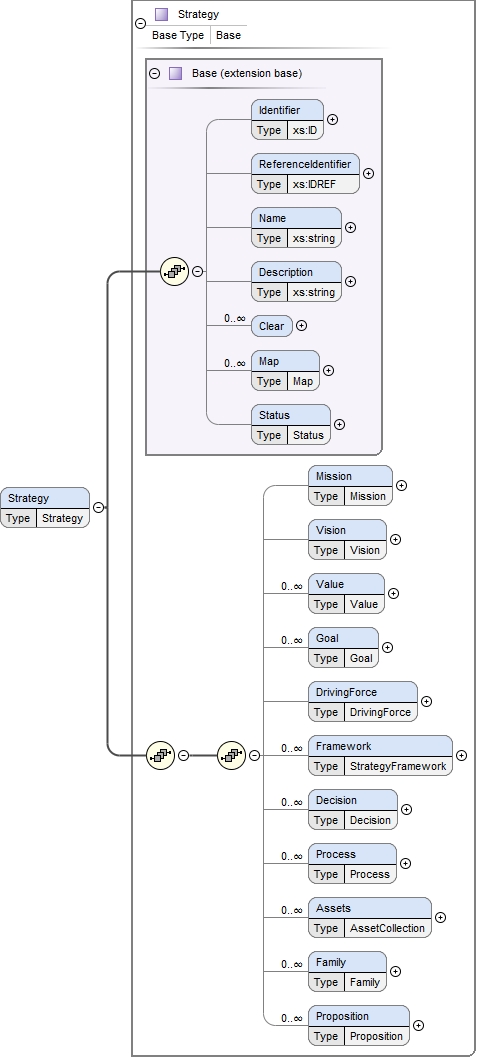 Strategy
Base Type Base
Base (extension base)
Identifier
Type xs:ID
ReferenceIdentifier
Type xs:IDREF
Name
Type xs:string
Description
Type xs:string
0..∞
Clear
0..∞
Map
Type Map
Status
Type Status
Strategy
Type Strategy
Mission
Type Mission
Vision
Type Vision
0..∞
Value
Type Value
0..∞
Goal
Type Goal
DrivingForce
Type DrivingForce
0..∞
Framework
Type StrategyFramework
0..∞
Decision
Type Decision
0..∞
Process
Type Process
0..∞
Assets
Type AssetCollection
0..∞
Family
Type Family
0..∞
Proposition
Type Proposition